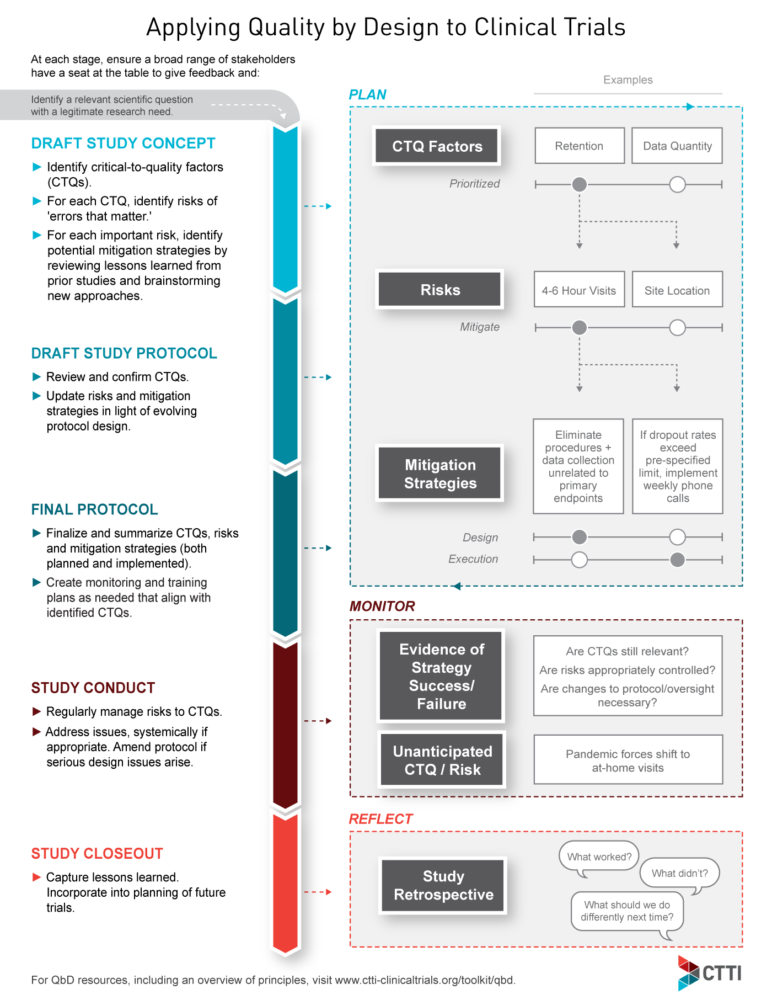 Applying Quality by Design to Clinical Trials
At each stage, ensure a broad range of stakeholders
have a seat at the table to give feedback and:
Identify a relevant scientific question
with a legitimate research need.
DRAFT STUDY CONCEPT
Identify critical-to-quality factors
(CTQs).
For each CTQ, identify risks of
'errors that matter.'
For each important risk, identify
potential mitigation strategies by
reviewing lessons learned from
prior studies and brainstorming
new approaches.
DRAFT STUDY PROTOCOL
Review and confirm CTQs.
Update risks and mitigation
strategies in light of evolving
protocol design.
FINAL PROTOCOL
Finalize and summarize CTQs, risks
and mitigation strategies (both
planned and implemented).
Create monitoring and training
plans as needed that align with
identified CTQs.
STUDY CONDUCT
Regularly manage risks to CTQs.
Address issues, systemically if
appropriate. Amend protocol if
serious design issues arise.
STUDY CLOSEOUT
Capture lessons learned.
Incorporate into planning of future
trials.
PLAN
Examples
CTQ Factors
Retention
Data Quantity
Prioritized
Risks
4-6 Hour Visits
Site Location
Mitigate
Mitigation
Strategies
Eliminate
procedures +
data collection
unrelated to
primary
endpoints
If dropout rates
exceed
pre-specified
limit, implement
weekly phone
calls
Design
Execution
MONITOR
Evidence of
Strategy
Success/
Failure
Are CTQs still relevant?
Are risks appropriately controlled?
Are changes to protocol/oversight
necessary?
Unanticipated
CTQ / Risk
Pandemic forces shift to
at-home visits
REFLECT
Study
Retrospective
What worked?
What didn't?
What should we do
differently next time?
For QbD resources, including an overview of principles, visit www.ctti-clinicaltrials.org/toolkit/qbd.
CTTI